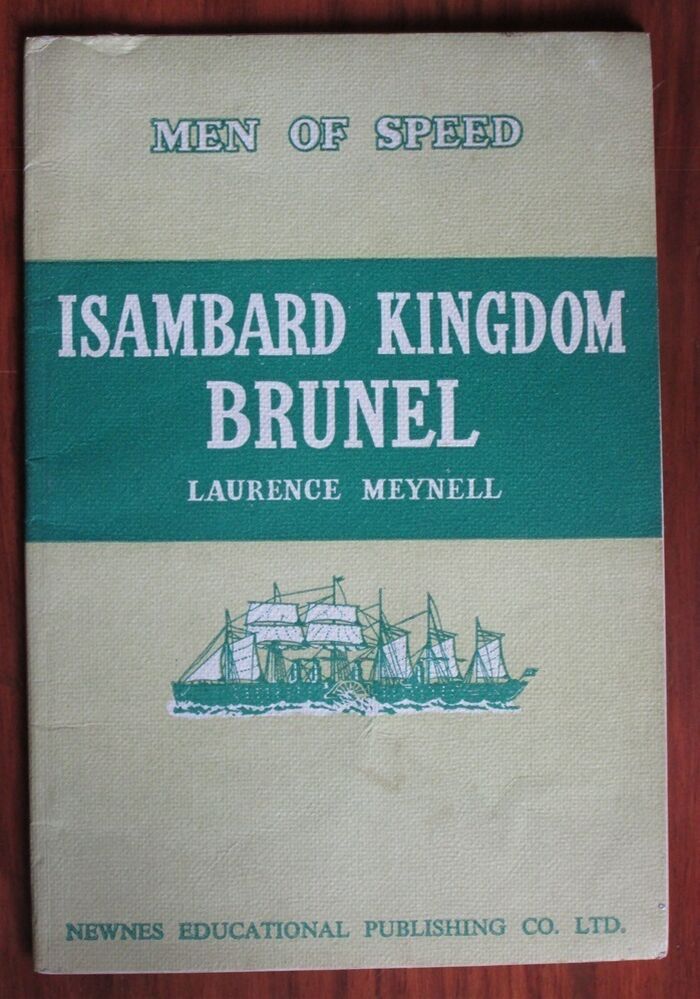 MEN OF SPEED
ISAMBARD KINGDOM
BRUNEL
LAURENCE MEYNELL
NEWNES EDUCATIONAL PUBLISHING CO. LTD.